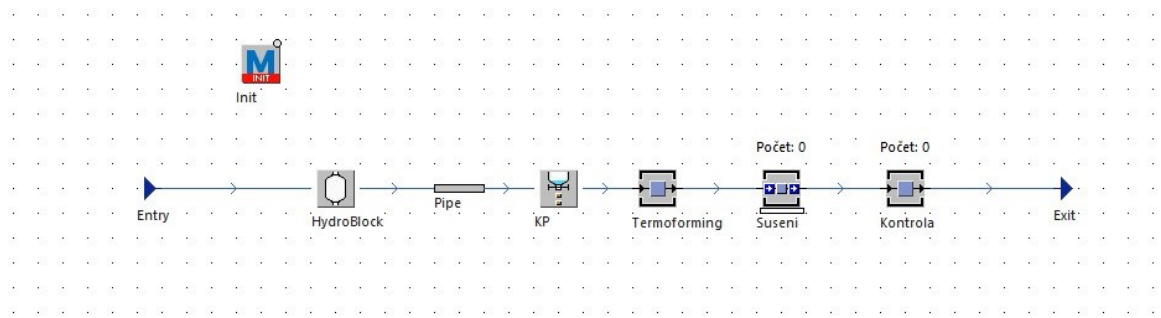 M
INIT
Init
Počet: 0
Počet: 0
Entry
HydroBlock
Pipe
KP
Termoforming
Suseni
Kontrola
Exit